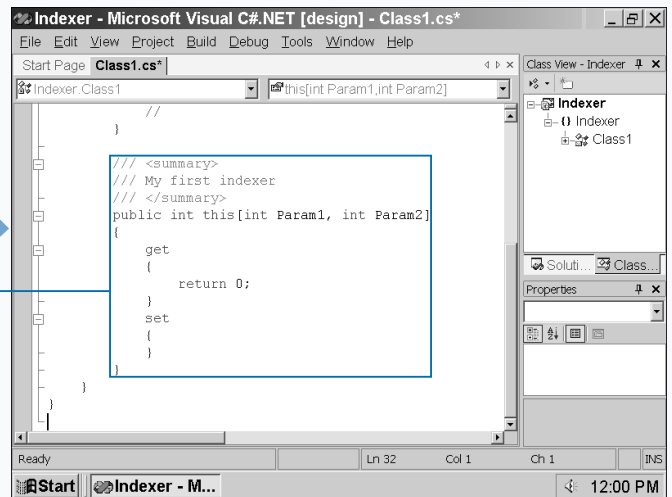 Indexer - Microsoft Visual C#.NET [design] - Class1.cs*
File Edit View Project Build Debug Tools Window Help
Start Page Class1.cs*
Indexer.Class1
this[int Param1,int Param2]
//
}
/// <summary>
/// My first indexer
/// </summary>
public int this[int Param1, int Param2]
{
get
{
return 0;
}
set
{
}
}
}
}
Class View - Indexer
Indexer
{} Indexer
Class1
Soluti... Class...
Properties
Ready Ln 32 Col 1 Ch 1 INS
Start Indexer - M... 12:00 PM